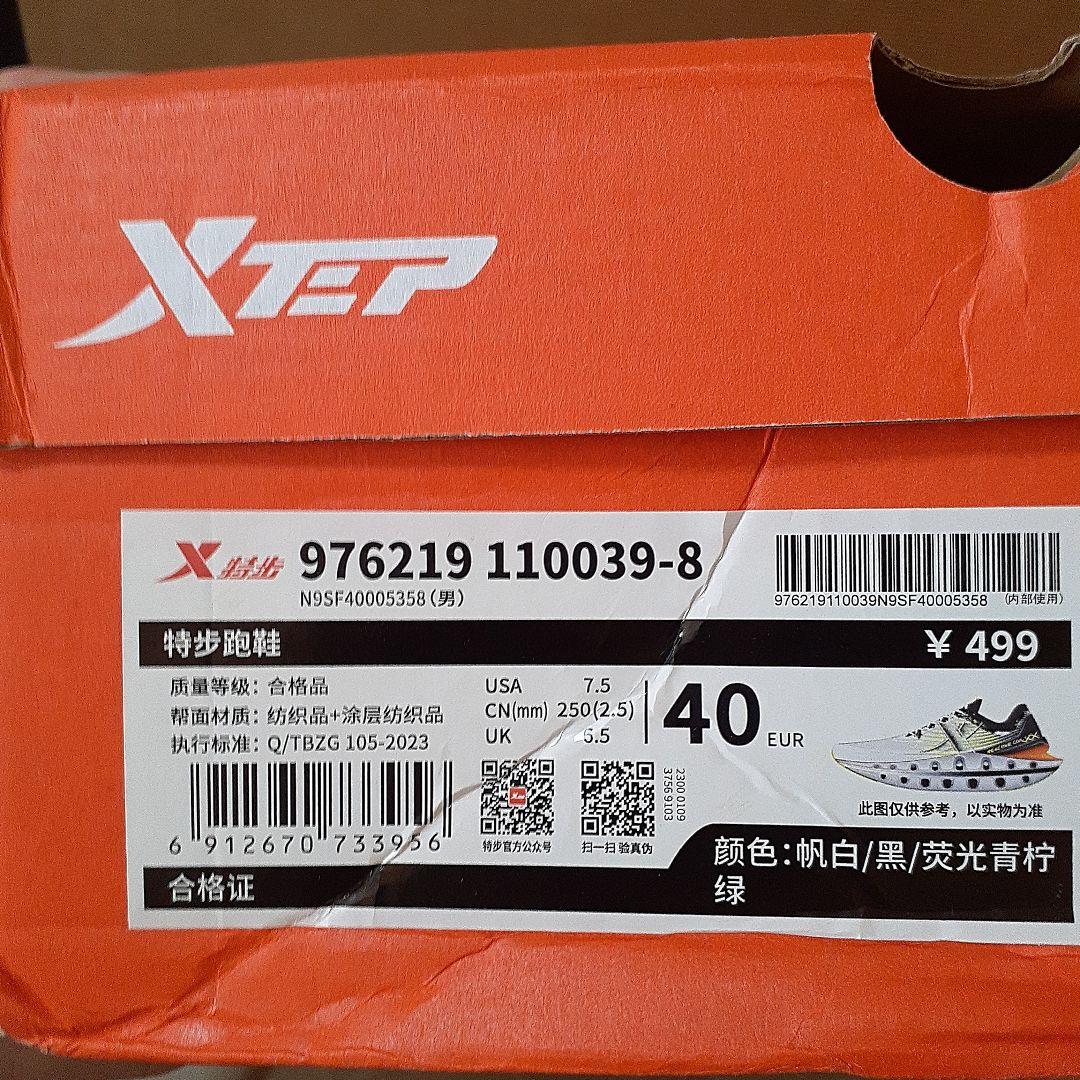 XTEP
X 特步 976219 110039-8
N9SF40005358(男)
976219110039N9SF40005358 (内部使用)
特步跑鞋 ¥ 499
质量等级：合格品
帮面材质：纺织品+涂层纺织品
执行标准：Q/TBZG 105-2023
USA 7.5
CN(mm) 250(2.5)
UK 6.5
40 EUR
6 912670 733956
特步官方公众号
扫一扫 验真伪
23000109
37569103
此图仅供参考，以实物为准
颜色：帆白/黑/荧光青柠
绿
合格证